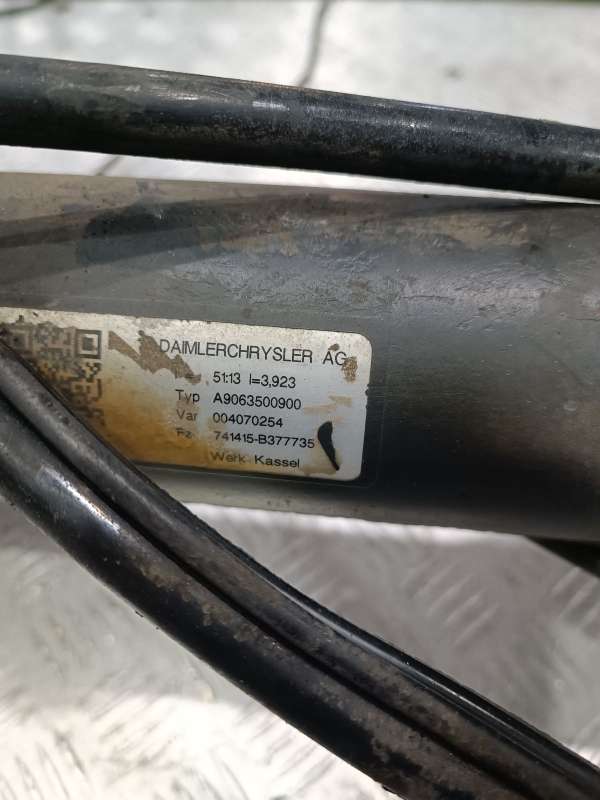 DAIMLERCHRYSLER AG
51:13 i=3,923
Typ A9063500900
Var 004070254
Fz 741415-B377735
Werk Kassel